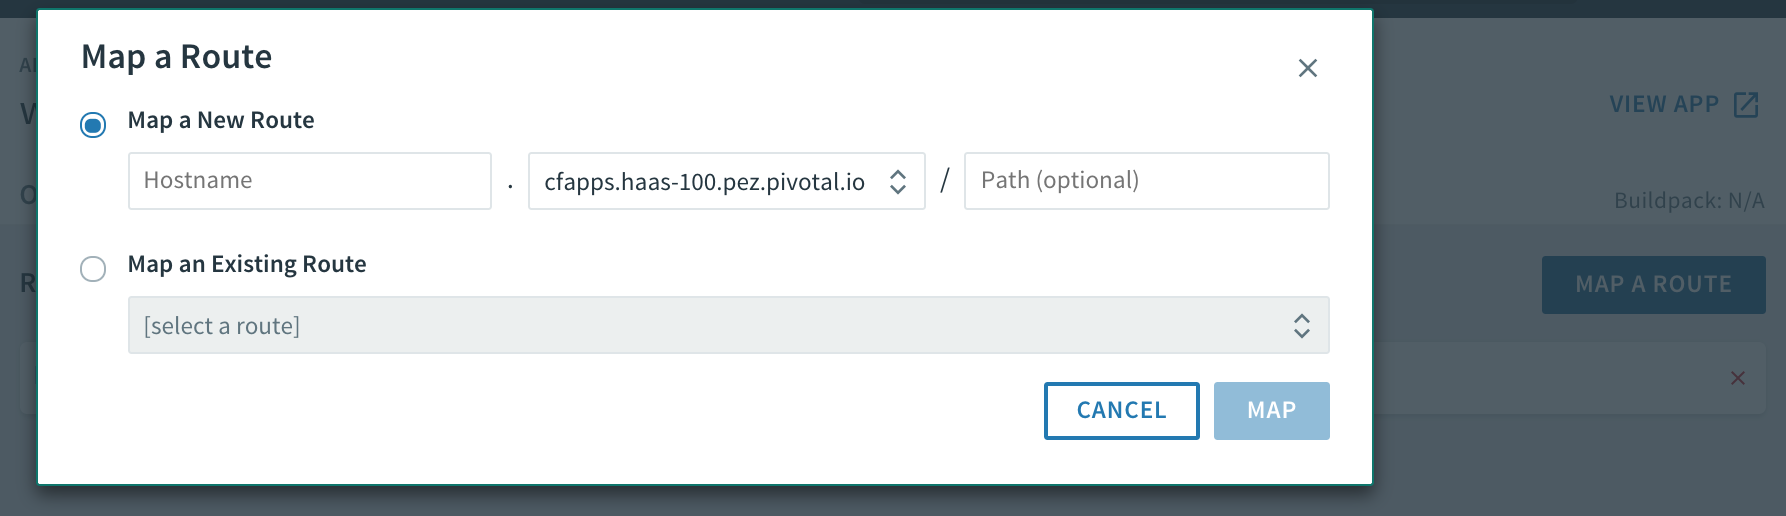 Map a Route
Map a New Route
Hostname . cfapps.haas-100.pez.pivotal.io / Path (optional)
Map an Existing Route
[select a route]
CANCEL MAP
VIEW APP
Buildpack: N/A
MAP A ROUTE